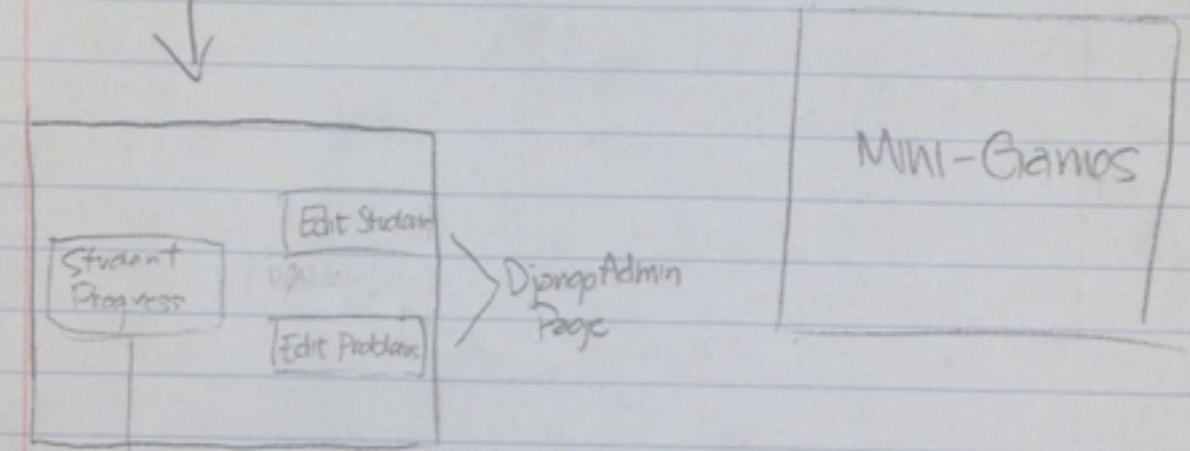 Mini-Games
Edit Student
Student
Progress
Django Admin
Page
Edit Problems